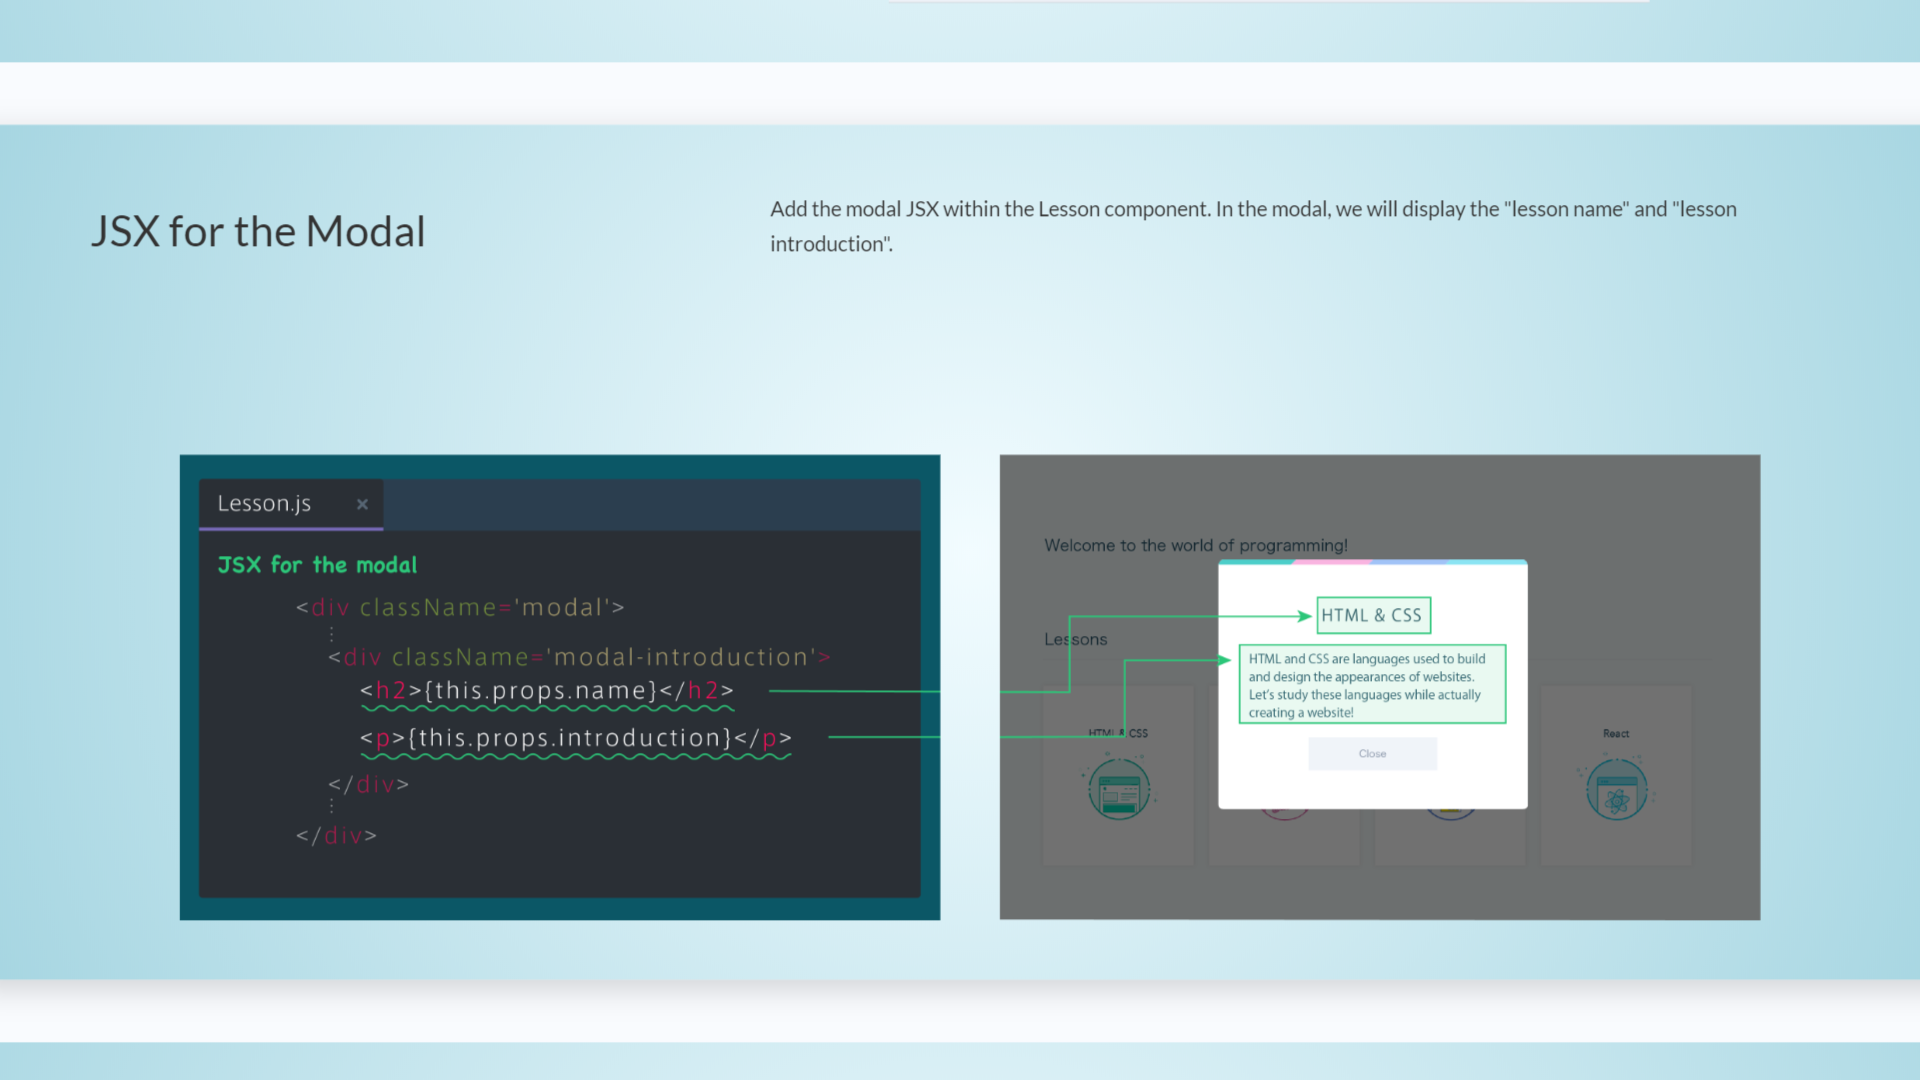 JSX for the Modal
Add the modal JSX within the Lesson component. In the modal, we will display the "lesson name" and "lesson
introduction".
Lesson.js ×
JSX for the modal
<div className='modal'>
⋮
<div className='modal-introduction'>
<h2>{this.props.name}</h2>
<p>{this.props.introduction}</p>
</div>
⋮
</div>
Welcome to the world of programming!
Lessons
HTML & CSS
React
HTML & CSS
HTML and CSS are languages used to build
and design the appearances of websites.
Let's study these languages while actually
creating a website!
Close